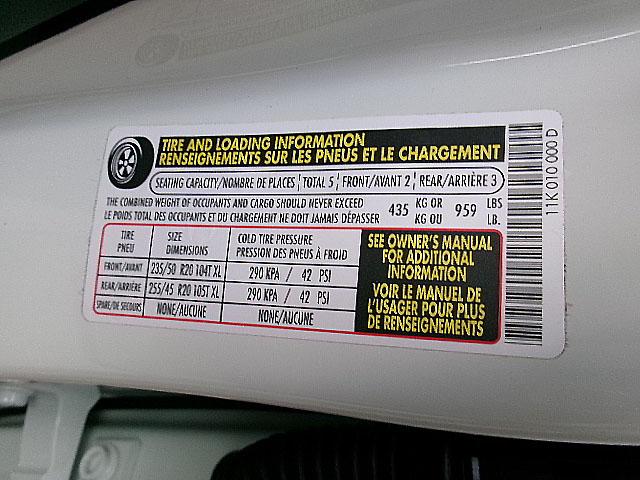 TIRE AND LOADING INFORMATION
RENSEIGNEMENTS SUR LES PNEUS ET LE CHARGEMENT
SEATING CAPACITY/NOMBRE DE PLACES TOTAL 5 FRONT/AVANT 2 REAR/ARRIÈRE 3
THE COMBINED WEIGHT OF OCCUPANTS AND CARGO SHOULD NEVER EXCEED 435 KG OR 959 LBS
LE POIDS TOTAL DES OCCUPANTS ET DU CHARGEMENT NE DOIT JAMAIS DÉPASSER KG OU LB.
TIRE SIZE COLD TIRE PRESSURE
PNEU DIMENSIONS PRESSION DES PNEUS À FROID
FRONT/AVANT 235/50 R20 104T XL 290 KPA / 42 PSI
REAR/ARRIÈRE 255/45 R20 105T XL 290 KPA / 42 PSI
SPARE/DE SECOURS NONE/AUCUNE NONE/AUCUNE
SEE OWNER'S MANUAL
FOR ADDITIONAL
INFORMATION
VOIR LE MANUEL DE
L'USAGER POUR PLUS
DE RENSEIGNEMENTS
11K 010 000 D